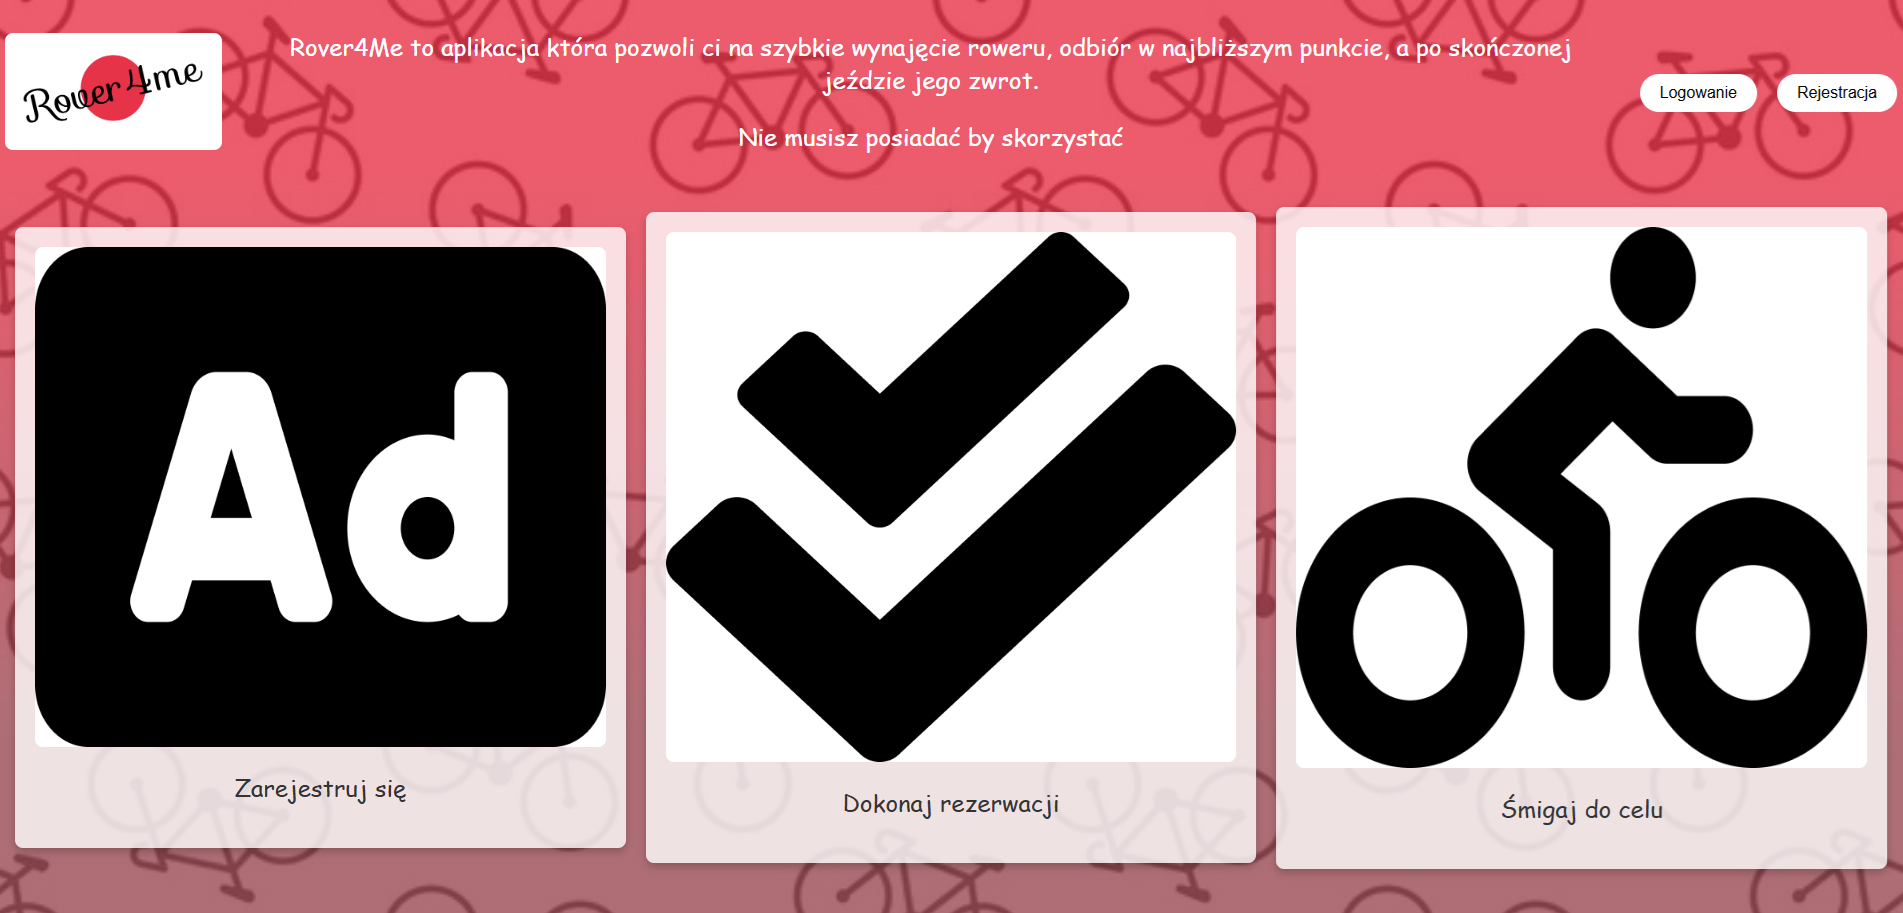 Rover4me
Rover4Me to aplikacja która pozwoli ci na szybkie wynajęcie roweru, odbiór w najbliższym punkcie, a po skończonej
jeździe jego zwrot.
Nie musisz posiadać by skorzystać
Logowanie
Rejestracja
Ad
Zarejestruj się
Dokonaj rezerwacji
Śmigaj do celu